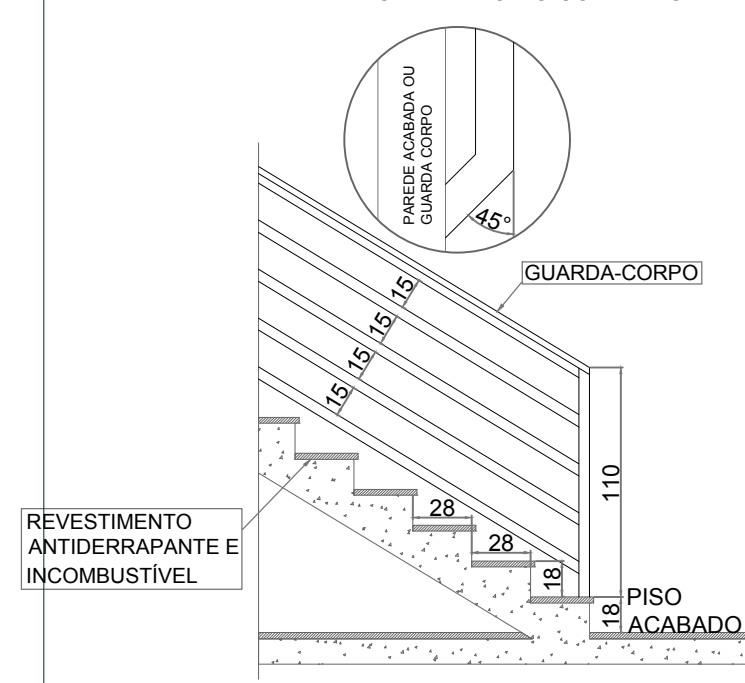 PAREDE ACABADA OU
GUARDA CORPO
45°
GUARDA-CORPO
15
15
15
15
110
REVESTIMENTO
ANTIDERRAPANTE E
INCOMBUSTÍVEL
28
28
18
18
PISO
ACABADO